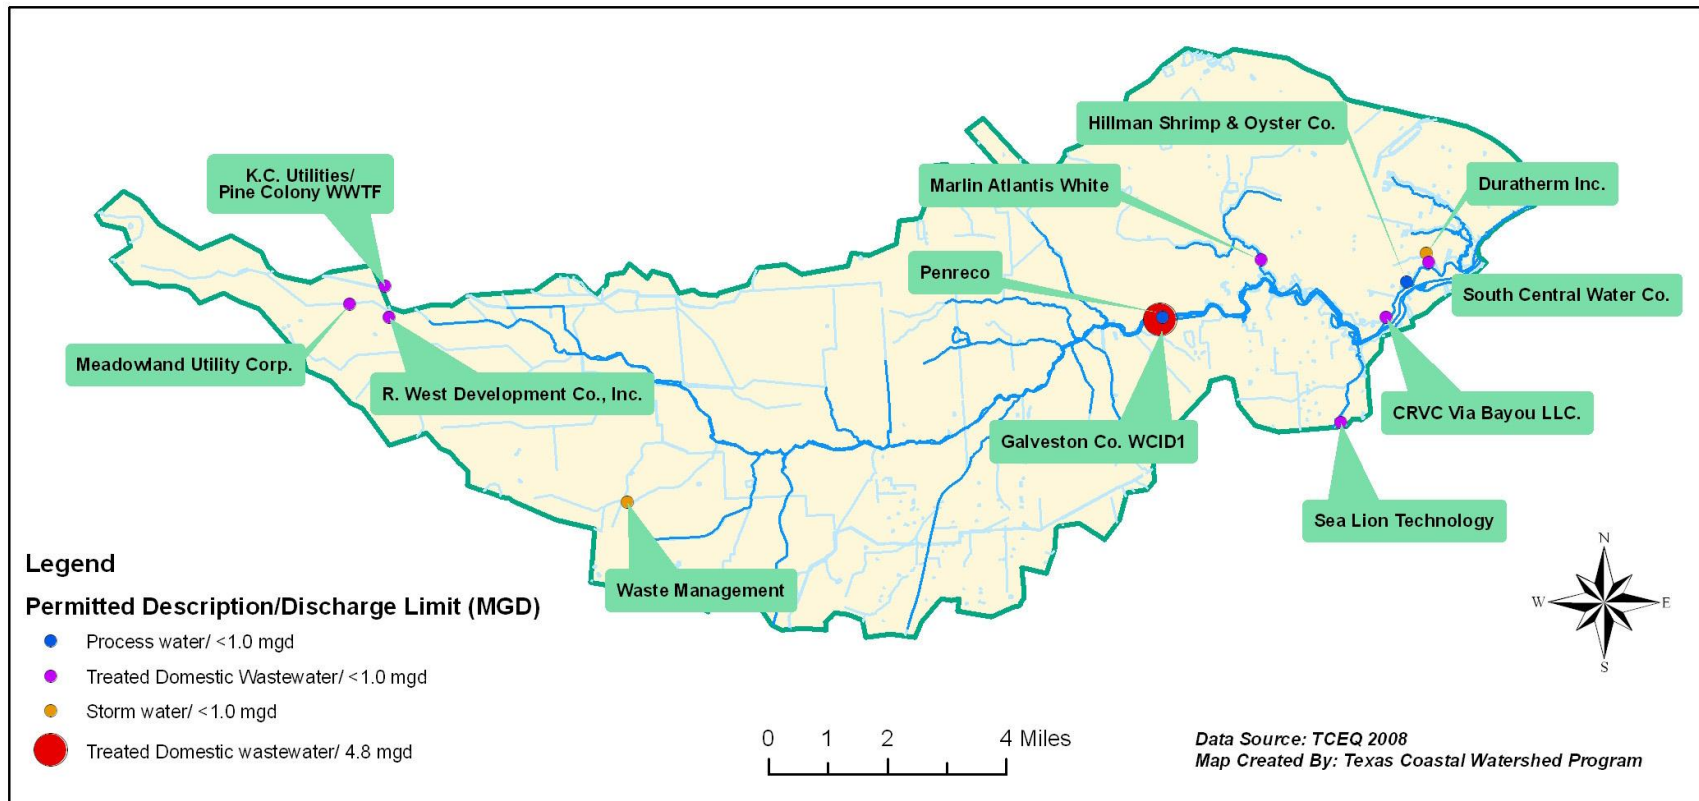 Hillman Shrimp & Oyster Co.
K.C. Utilities/
Pine Colony WWTF
Marlin Atlantis White
Duratherm Inc.
Penreco
South Central Water Co.
Meadowland Utility Corp.
R. West Development Co., Inc.
CRVC Via Bayou LLC.
Galveston Co. WCID1
Sea Lion Technology
Waste Management
N
W
E
S
Legend
Permitted Description/Discharge Limit (MGD)
Process water/ <1.0 mgd
Treated Domestic Wastewater/ <1.0 mgd
Storm water/ <1.0 mgd
Treated Domestic wastewater/ 4.8 mgd
0 1 2 4 Miles
Data Source: TCEQ 2008
Map Created By: Texas Coastal Watershed Program